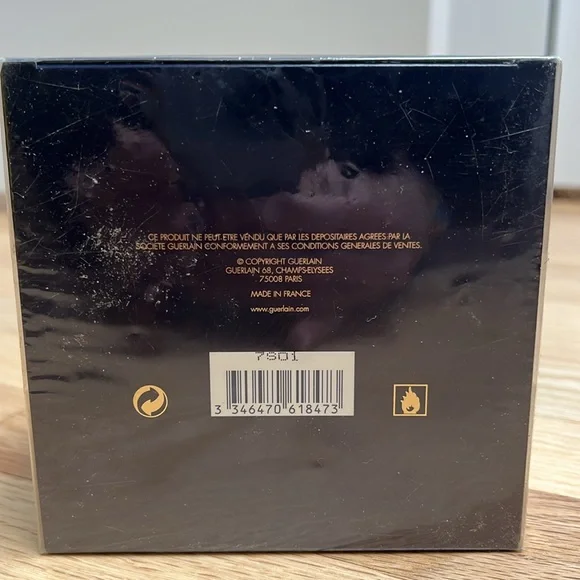 CE PRODUIT NE PEUT ETRE VENDU QUE PAR LES DEPOSITAIRES AGREES PAR LA
SOCIETE GUERLAIN CONFORMEMENT A SES CONDITIONS GENERALES DE VENTES.
© COPYRIGHT GUERLAIN
GUERLAIN 68, CHAMPS-ELYSEES
75008 PARIS
MADE IN FRANCE
www.guerlain.com
7S01
3 346470 618473